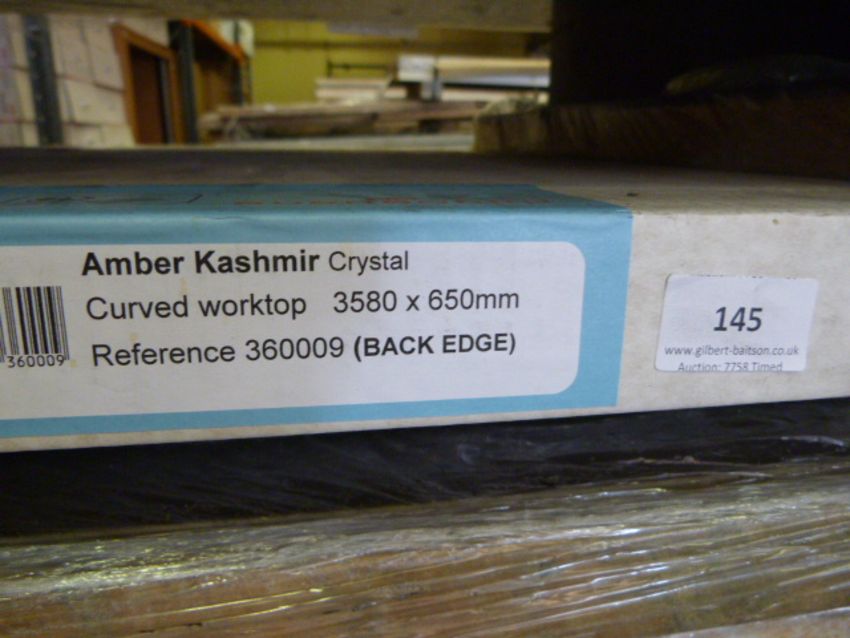 Amber Kashmir Crystal
Curved worktop 3580 x 650mm
Reference 360009 (BACK EDGE)
360009
145
www.gilbert-baitson.co.uk
Auction: 7758 Timed